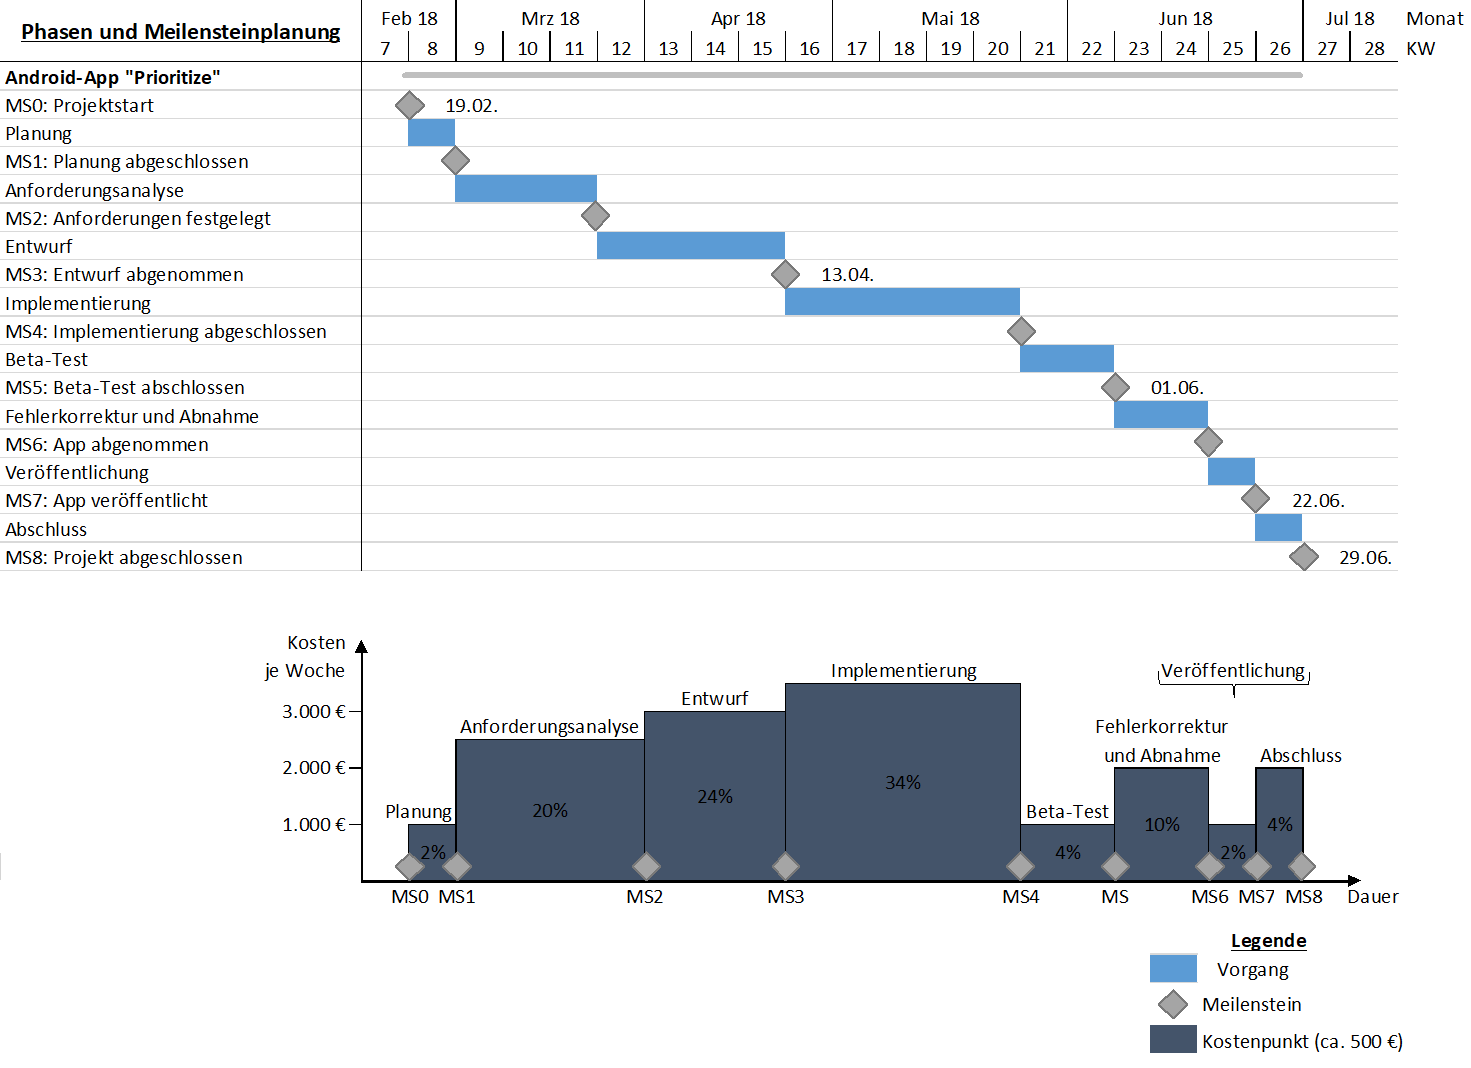 Phasen und Meilensteinplanung
Feb 18 Mrz 18 Apr 18 Mai 18 Jun 18 Jul 18 Monat
7 8 9 10 11 12 13 14 15 16 17 18 19 20 21 22 23 24 25 26 27 28 KW
Android-App "Prioritize"
MS0: Projektstart 19.02.
Planung
MS1: Planung abgeschlossen
Anforderungsanalyse
MS2: Anforderungen festgelegt
Entwurf
MS3: Entwurf abgenommen 13.04.
Implementierung
MS4: Implementierung abgeschlossen
Beta-Test
MS5: Beta-Test abschlossen 01.06.
Fehlerkorrektur und Abnahme
MS6: App abgenommen
Veröffentlichung
MS7: App veröffentlicht 22.06.
Abschluss
MS8: Projekt abgeschlossen 29.06.
Kosten
je Woche
3.000 €
2.000 €
1.000 €
Planung
2%
Anforderungsanalyse
20%
Entwurf
24%
Implementierung
34%
Beta-Test
4%
Fehlerkorrektur
und Abnahme
10%
Veröffentlichung
2%
Abschluss
4%
MS0 MS1 MS2 MS3 MS4 MS MS6 MS7 MS8 Dauer
Legende
Vorgang
Meilenstein
Kostenpunkt (ca. 500 €)